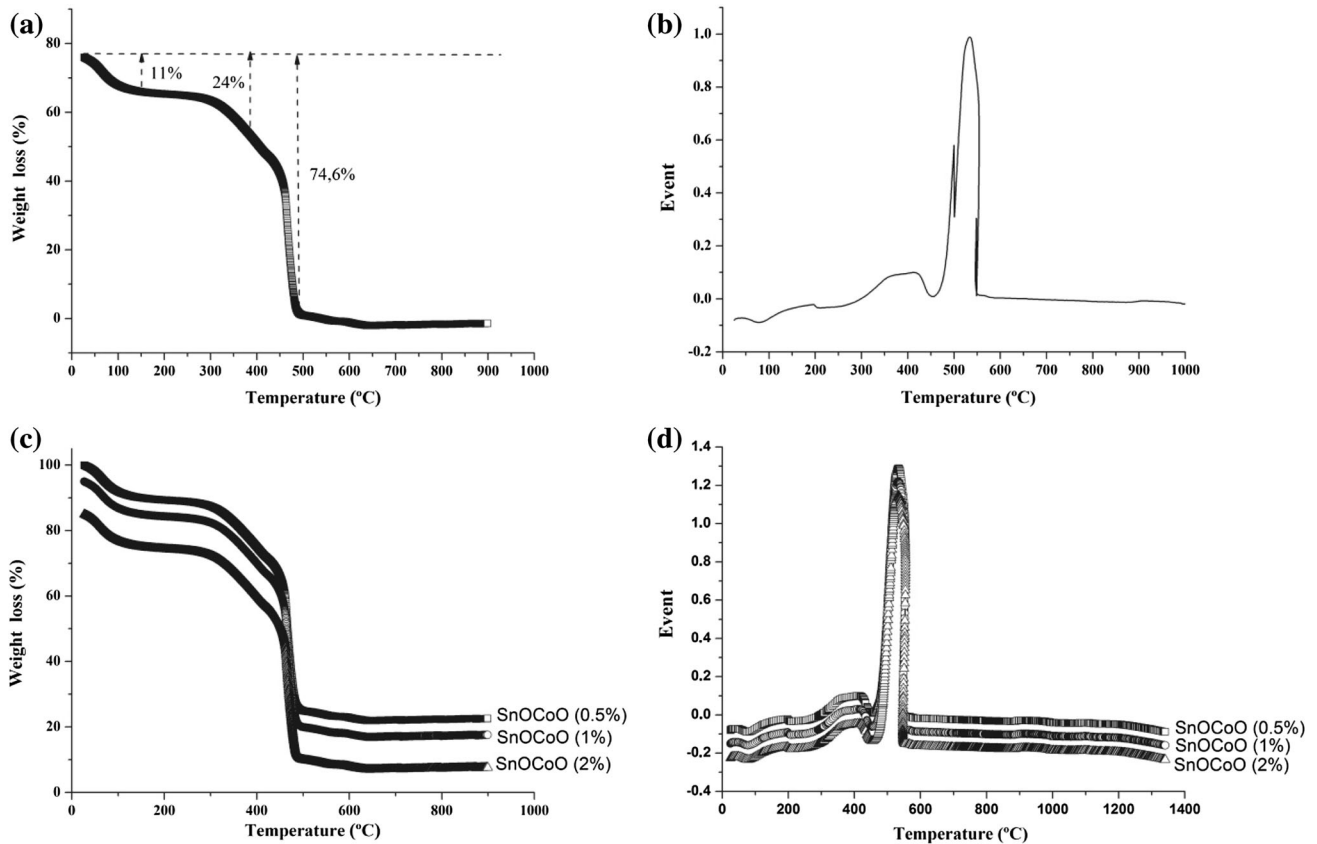 (a)
80
60
40
20
0
11%
24%
74,6%
Weight loss (%)
0 100 200 300 400 500 600 700 800 900 1000
Temperature (ºC)
(b)
1.0
0.8
0.6
0.4
0.2
0.0
-0.2
Event
0 100 200 300 400 500 600 700 800 900 1000
Temperature (ºC)
(c)
100
80
60
40
20
0
Weight loss (%)
SnOCoO (0.5%)
SnOCoO (1%)
SnOCoO (2%)
0 200 400 600 800 1000
Temperature (ºC)
(d)
1.4
1.2
1.0
0.8
0.6
0.4
0.2
0.0
-0.2
-0.4
Event
SnOCoO (0.5%)
SnOCoO (1%)
SnOCoO (2%)
0 200 400 600 800 1000 1200 1400
Temperature (ºC)